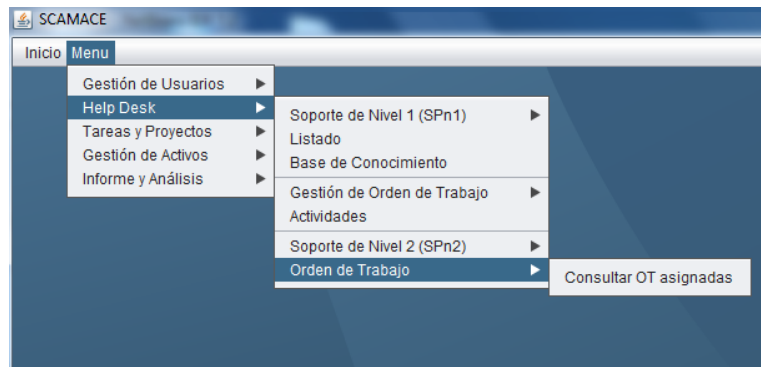 SCAMACE
Inicio Menu
Gestión de Usuarios
Help Desk
Tareas y Proyectos
Gestión de Activos
Informe y Análisis
Soporte de Nivel 1 (SPn1)
Listado
Base de Conocimiento
Gestión de Orden de Trabajo
Actividades
Soporte de Nivel 2 (SPn2)
Orden de Trabajo
Consultar OT asignadas